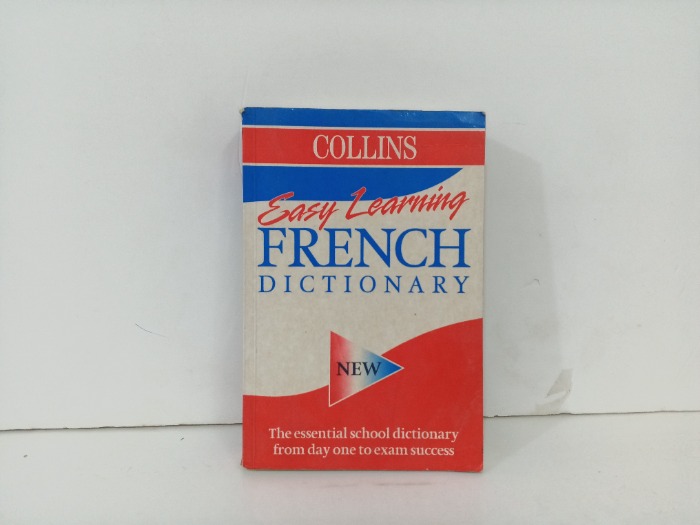 COLLINS
Easy Learning
FRENCH
DICTIONARY
NEW
The essential school dictionary
from day one to exam success